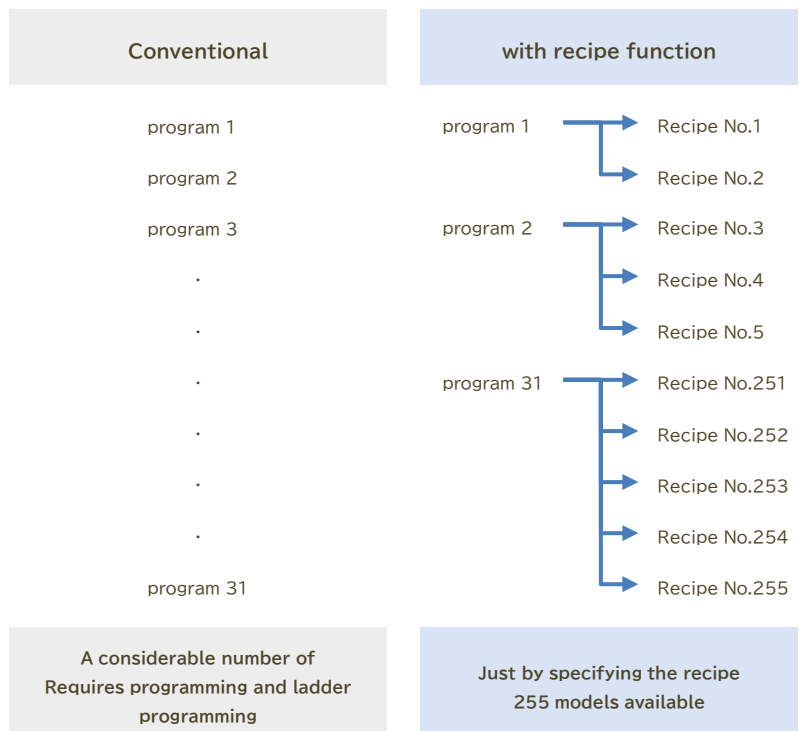 Conventional
program 1
program 2
program 3
.
.
.
.
.
.
program 31
A considerable number of
Requires programming and ladder
programming
with recipe function
program 1
Recipe No.1
Recipe No.2
program 2
Recipe No.3
Recipe No.4
Recipe No.5
program 31
Recipe No.251
Recipe No.252
Recipe No.253
Recipe No.254
Recipe No.255
Just by specifying the recipe
255 models available